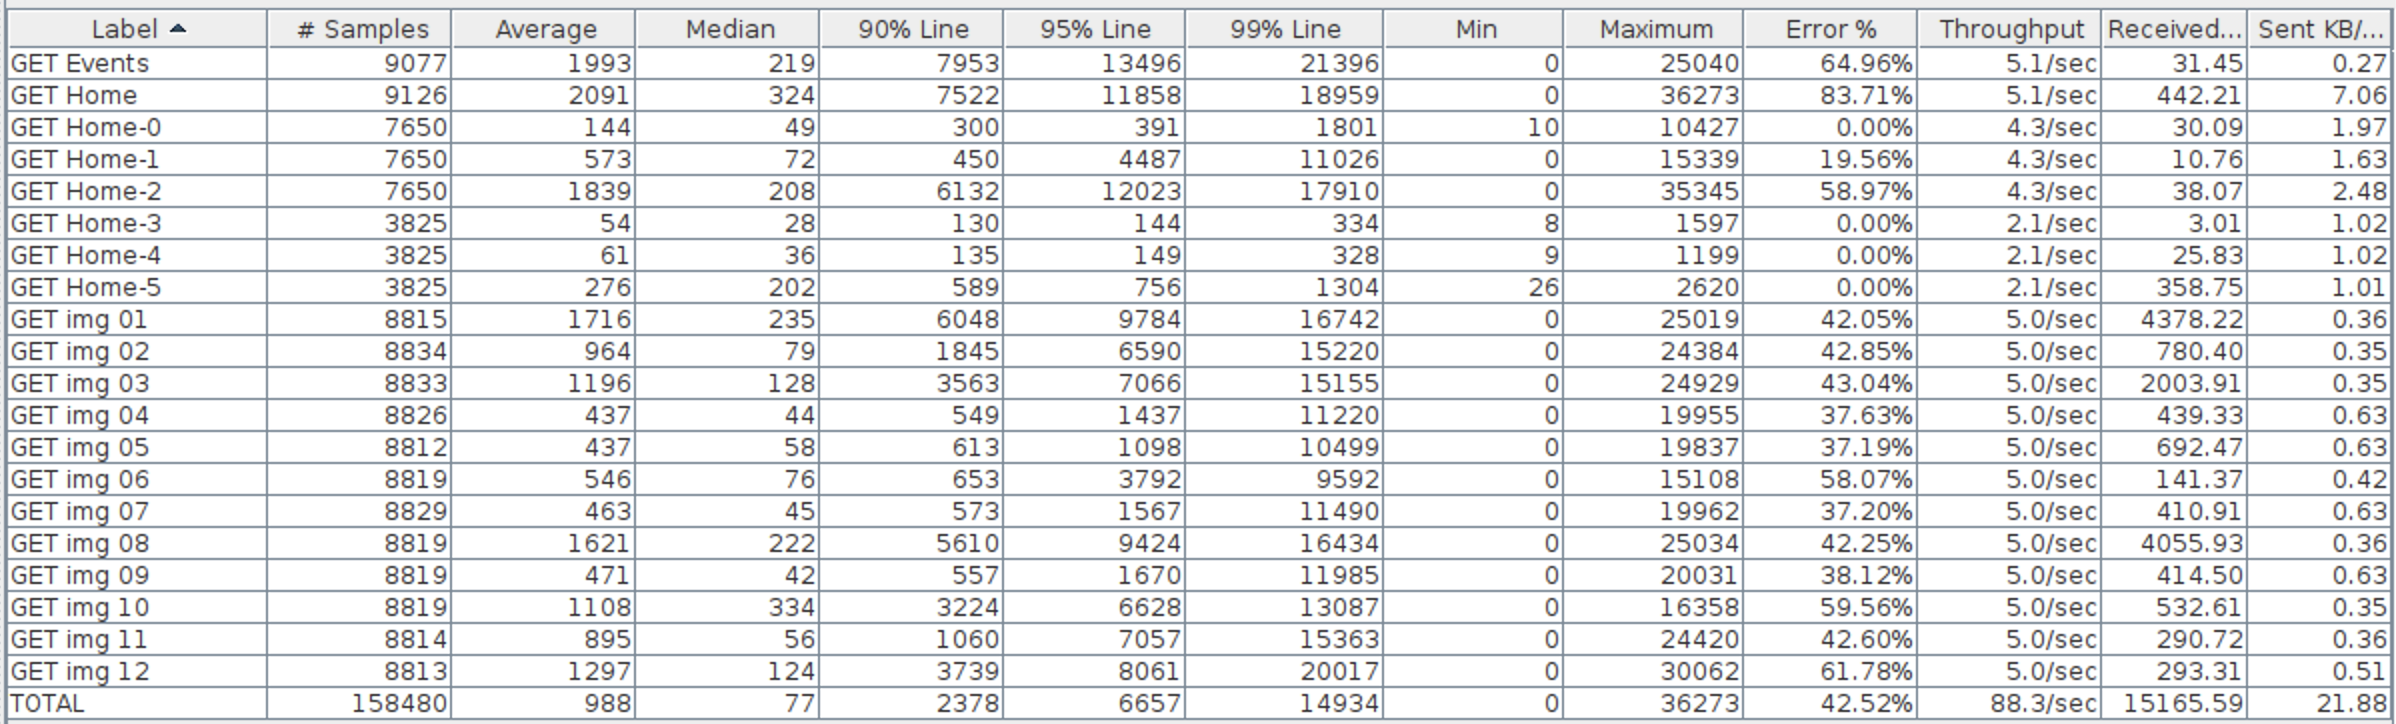 Label # Samples Average Median 90% Line 95% Line 99% Line Min Maximum Error % Throughput Received... Sent KB/...
GET Events 9077 1993 219 7953 13496 21396 0 25040 64.96% 5.1/sec 31.45 0.27
GET Home 9126 2091 324 7522 11858 18959 0 36273 83.71% 5.1/sec 442.21 7.06
GET Home-0 7650 144 49 300 391 1801 10 10427 0.00% 4.3/sec 30.09 1.97
GET Home-1 7650 573 72 450 4487 11026 0 15339 19.56% 4.3/sec 10.76 1.63
GET Home-2 7650 1839 208 6132 12023 17910 0 35345 58.97% 4.3/sec 38.07 2.48
GET Home-3 3825 54 28 130 144 334 8 1597 0.00% 2.1/sec 3.01 1.02
GET Home-4 3825 61 36 135 149 328 9 1199 0.00% 2.1/sec 25.83 1.02
GET Home-5 3825 276 202 589 756 1304 26 2620 0.00% 2.1/sec 358.75 1.01
GET img 01 8815 1716 235 6048 9784 16742 0 25019 42.05% 5.0/sec 4378.22 0.36
GET img 02 8834 964 79 1845 6590 15220 0 24384 42.85% 5.0/sec 780.40 0.35
GET img 03 8833 1196 128 3563 7066 15155 0 24929 43.04% 5.0/sec 2003.91 0.35
GET img 04 8826 437 44 549 1437 11220 0 19955 37.63% 5.0/sec 439.33 0.63
GET img 05 8812 437 58 613 1098 10499 0 19837 37.19% 5.0/sec 692.47 0.63
GET img 06 8819 546 76 653 3792 9592 0 15108 58.07% 5.0/sec 141.37 0.42
GET img 07 8829 463 45 573 1567 11490 0 19962 37.20% 5.0/sec 410.91 0.63
GET img 08 8819 1621 222 5610 9424 16434 0 25034 42.25% 5.0/sec 4055.93 0.36
GET img 09 8819 471 42 557 1670 11985 0 20031 38.12% 5.0/sec 414.50 0.63
GET img 10 8819 1108 334 3224 6628 13087 0 16358 59.56% 5.0/sec 532.61 0.35
GET img 11 8814 895 56 1060 7057 15363 0 24420 42.60% 5.0/sec 290.72 0.36
GET img 12 8813 1297 124 3739 8061 20017 0 30062 61.78% 5.0/sec 293.31 0.51
TOTAL 158480 988 77 2378 6657 14934 0 36273 42.52% 88.3/sec 15165.59 21.88